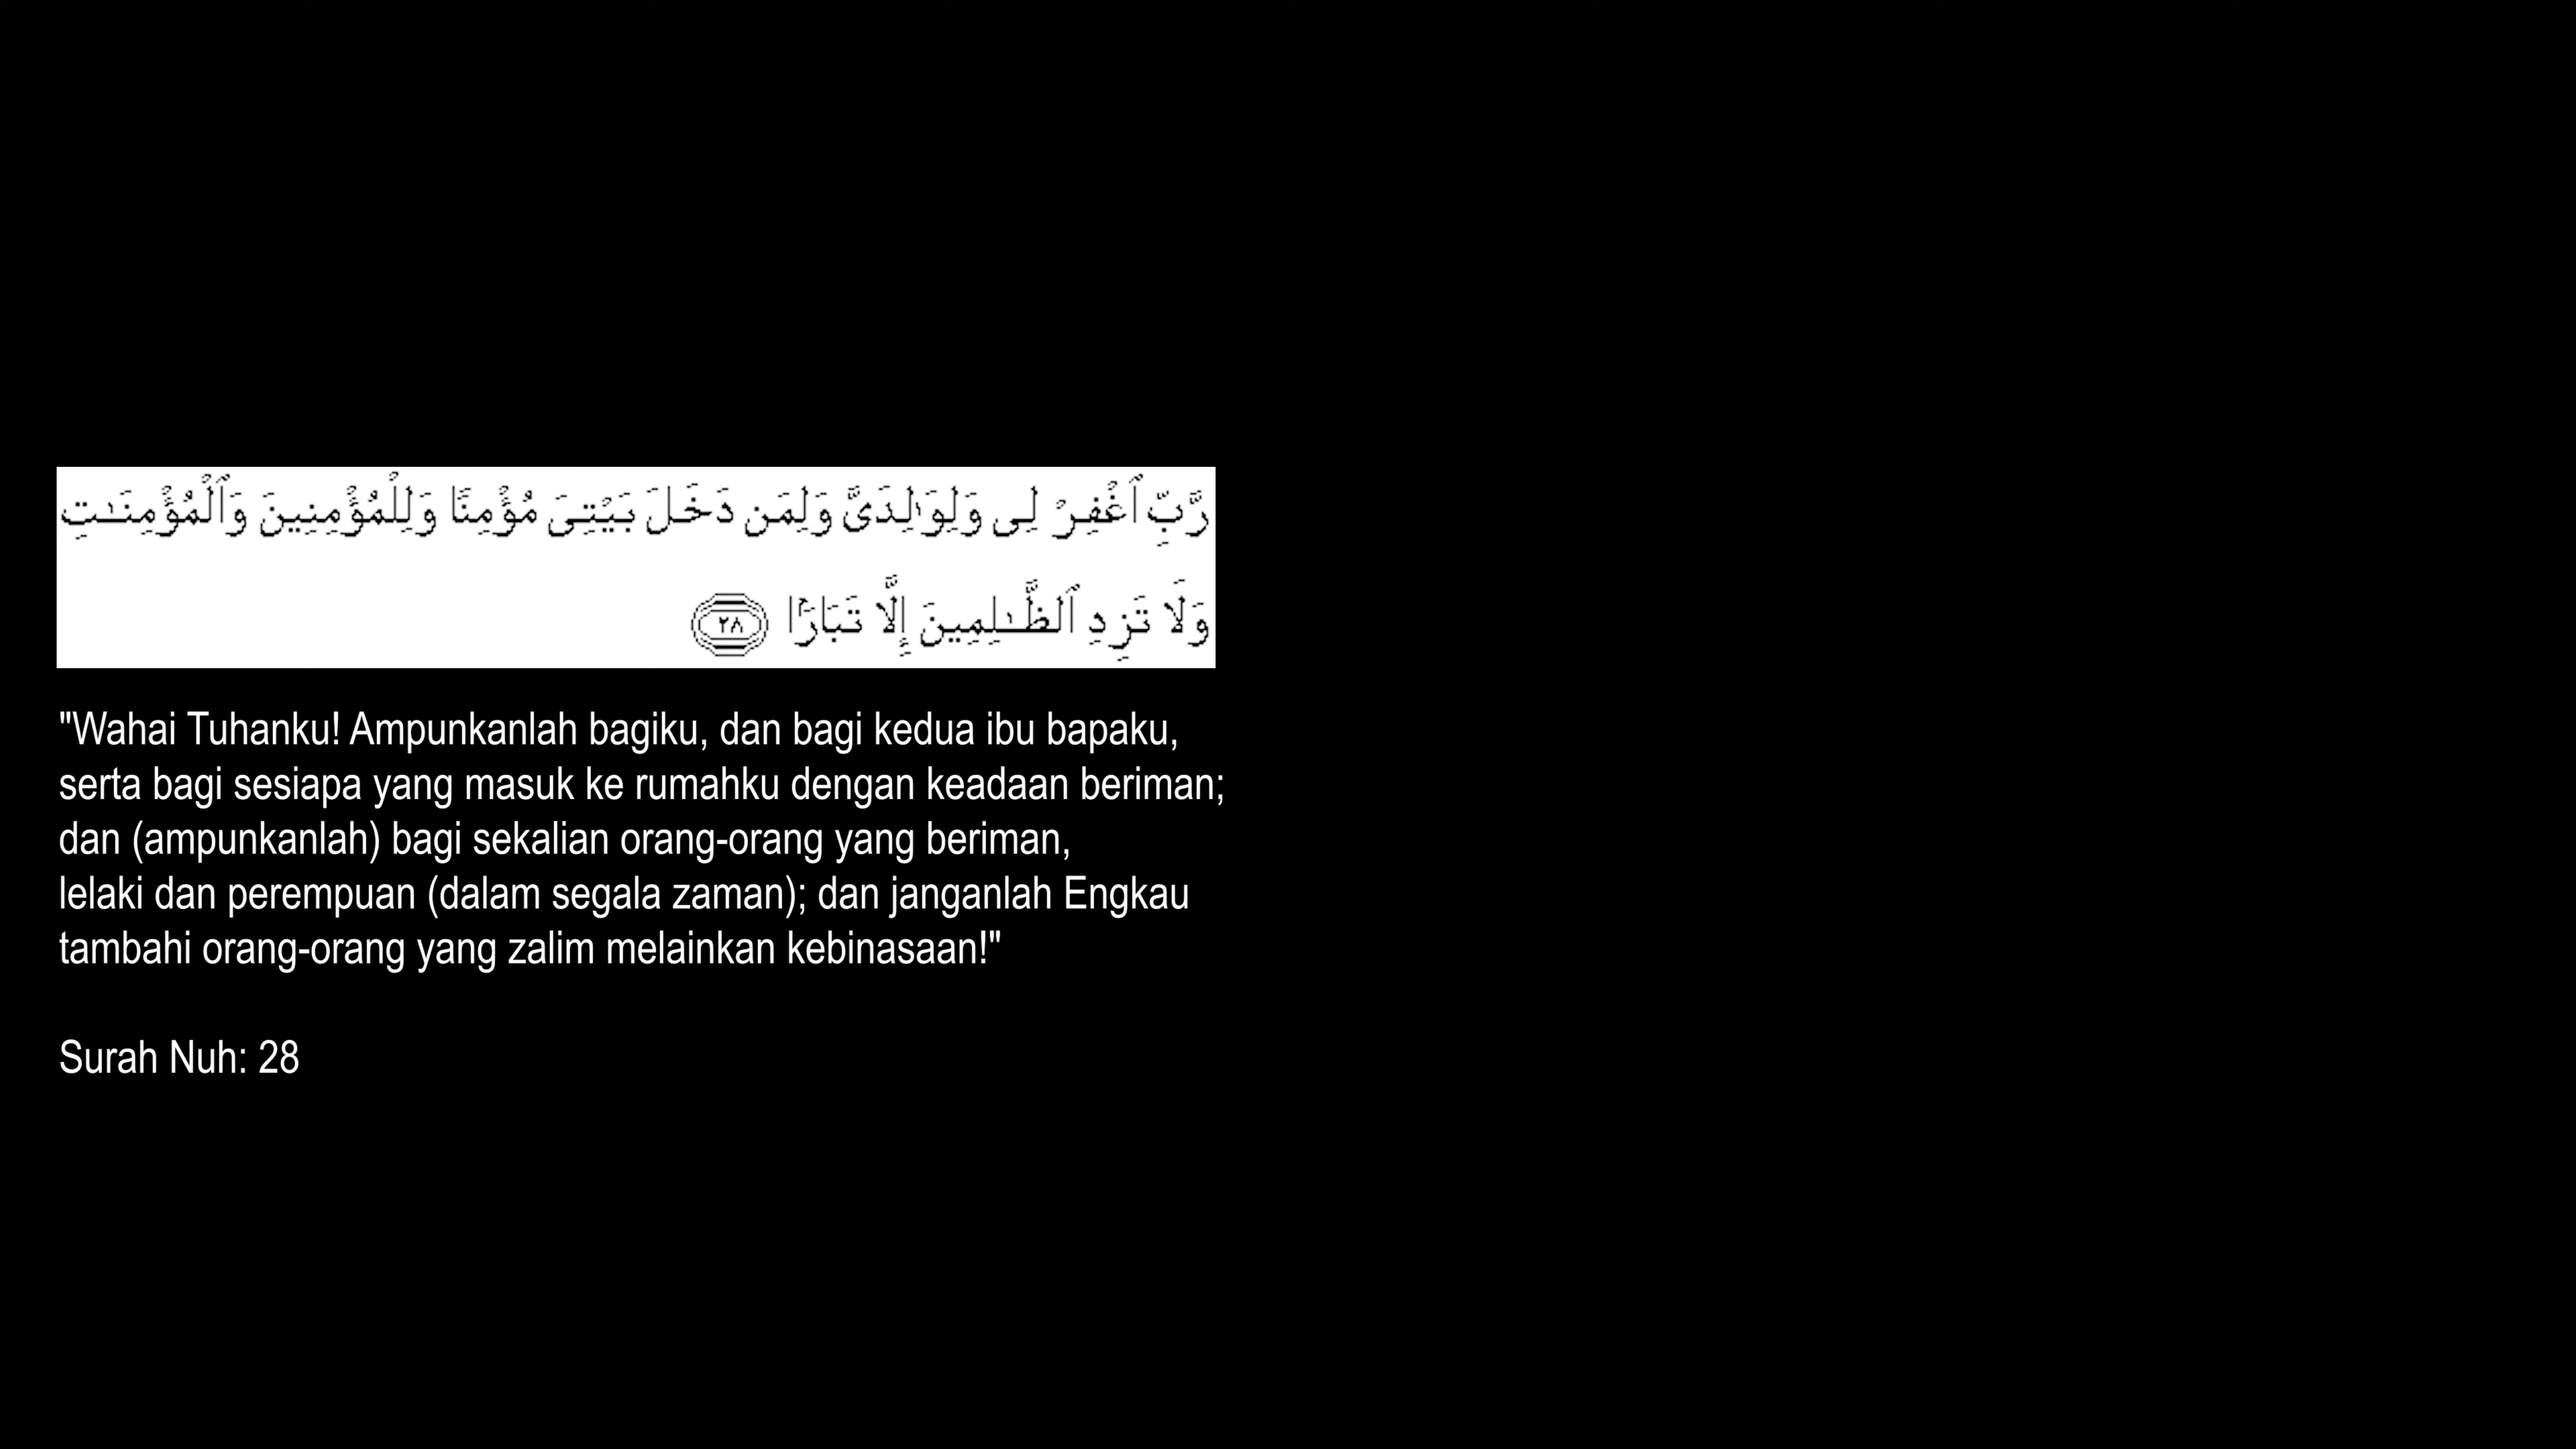 رَّبِّ ٱغْفِرْ لِى وَلِوَٰلِدَىَّ وَلِمَن دَخَلَ بَيْتِىَ مُؤْمِنًا وَلِلْمُؤْمِنِينَ وَٱلْمُؤْمِنَـٰتِ
وَلَا تَزِدِ ٱلظَّـٰلِمِينَ إِلَّا تَبَارًۢا ٢٨
"Wahai Tuhanku! Ampunkanlah bagiku, dan bagi kedua ibu bapaku,
serta bagi sesiapa yang masuk ke rumahku dengan keadaan beriman;
dan (ampunkanlah) bagi sekalian orang-orang yang beriman,
lelaki dan perempuan (dalam segala zaman); dan janganlah Engkau
tambahi orang-orang yang zalim melainkan kebinasaan!"
Surah Nuh: 28